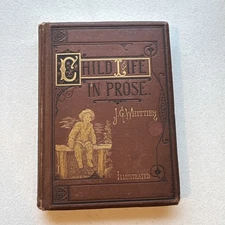 CHILD LIFE
IN PROSE.
J.G. WHITTIER
ILLUSTRATED